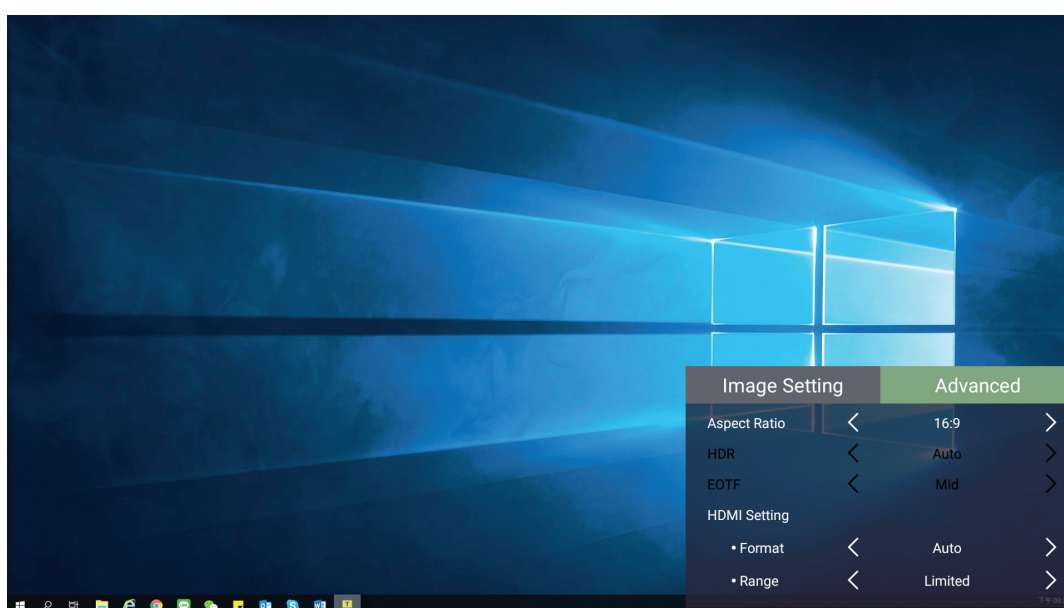 Image Setting Advanced
Aspect Ratio 16:9
HDR Auto
EOTF Mid
HDMI Setting
• Format Auto
• Range Limited